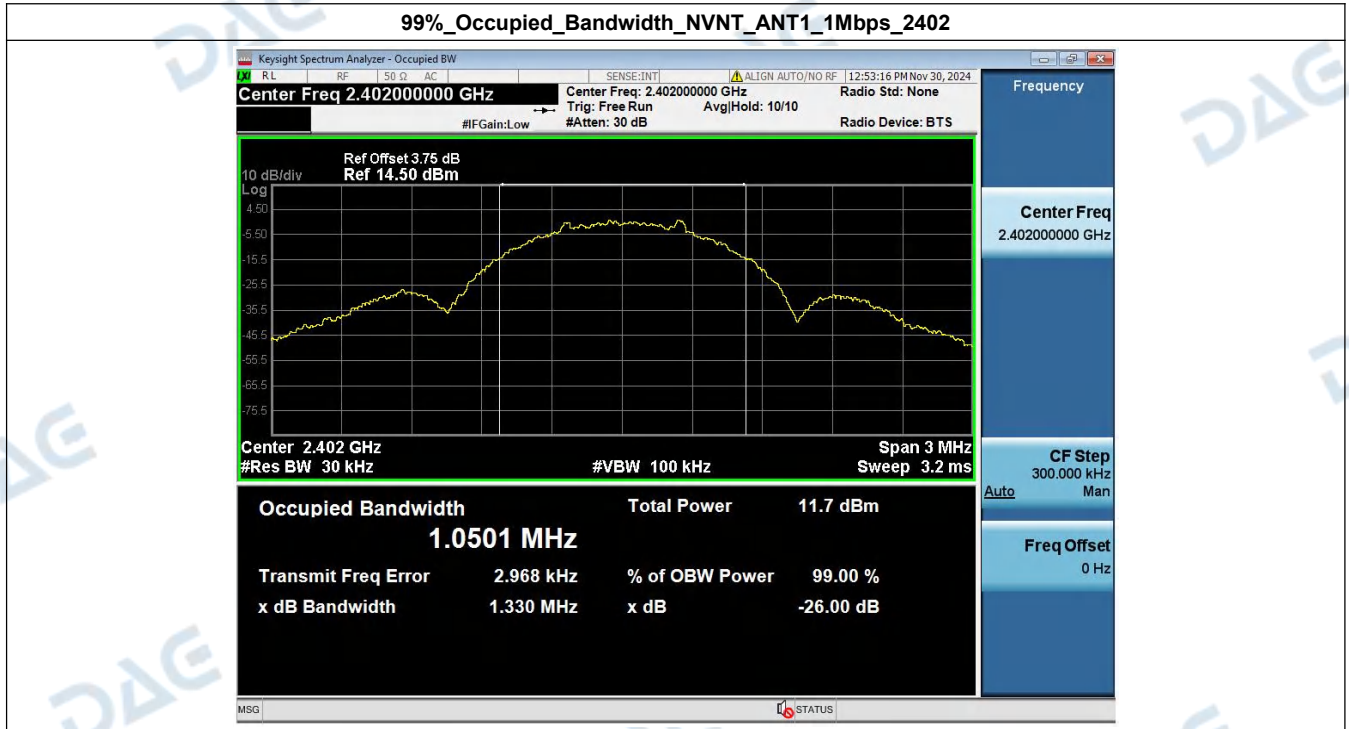 99%_Occupied_Bandwidth_NVNT_ANT1_1Mbps_2402
Keysight Spectrum Analyzer - Occupied BW
LXI RL RF 50 Ω AC SENSE:INT ALIGN AUTO/NO RF 12:53:16 PM Nov 30, 2024
Center Freq 2.402000000 GHz
Center Freq: 2.402000000 GHz Radio Std: None
Trig: Free Run Avg|Hold: 10/10
#IFGain:Low #Atten: 30 dB Radio Device: BTS
Frequency
Ref Offset 3.75 dB
10 dB/div Ref 14.50 dBm
Log
4.50
-5.50
-15.5
-25.5
-35.5
-45.5
-55.5
-65.5
-75.5
Center 2.402 GHz Span 3 MHz
#Res BW 30 kHz #VBW 100 kHz Sweep 3.2 ms
Center Freq
2.402000000 GHz
CF Step
300.000 kHz
Auto Man
Freq Offset
0 Hz
Occupied Bandwidth Total Power 11.7 dBm
1.0501 MHz
Transmit Freq Error 2.968 kHz % of OBW Power 99.00 %
x dB Bandwidth 1.330 MHz x dB -26.00 dB
MSG STATUS
DAG
DAG
DAG
DAG